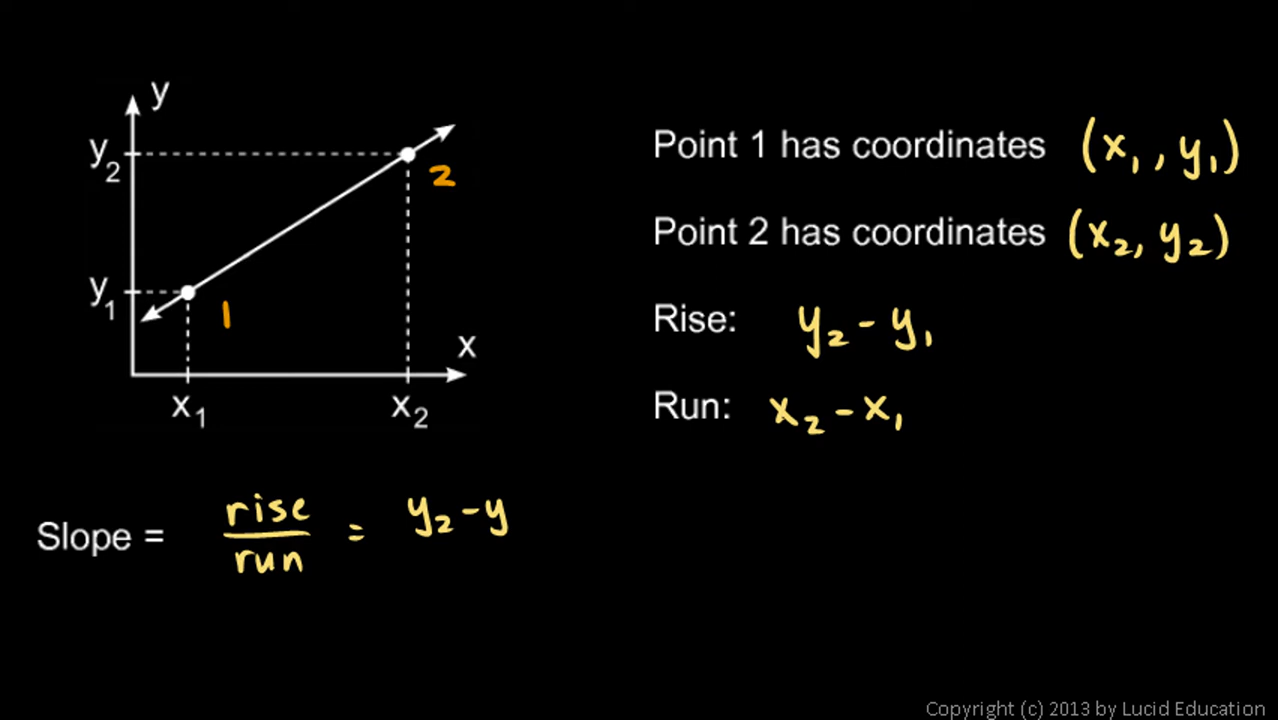 y
y₂
2
y₁
1
x
x₁ x₂
Point 1 has coordinates (x₁, y₁)
Point 2 has coordinates (x₂, y₂)
Rise: y₂ - y₁
Run: x₂ - x₁
Slope = rise/run = y₂ - y
Copyright (c) 2013 by Lucid Education